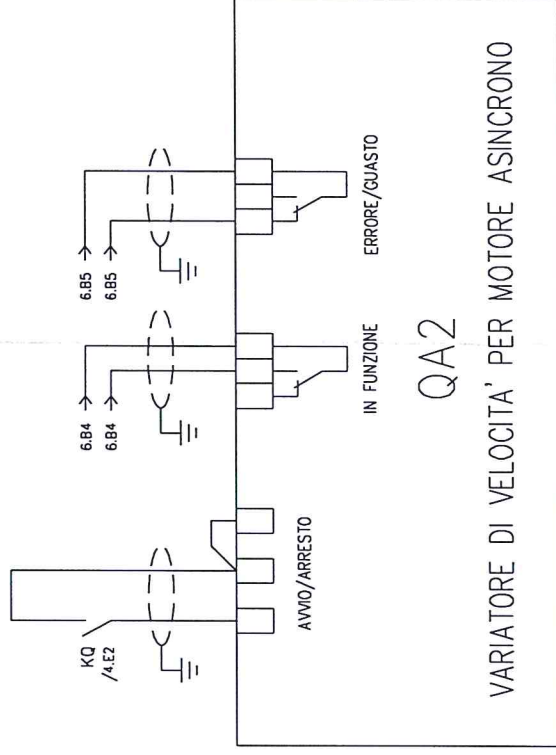 KQ
/4.E2
6.B4
6.B4
6.B5
6.B5
AVVIO/ARRESTO
IN FUNZIONE
ERRORE/GUASTO
QA2
VARIATORE DI VELOCITA' PER MOTORE ASINCRONO